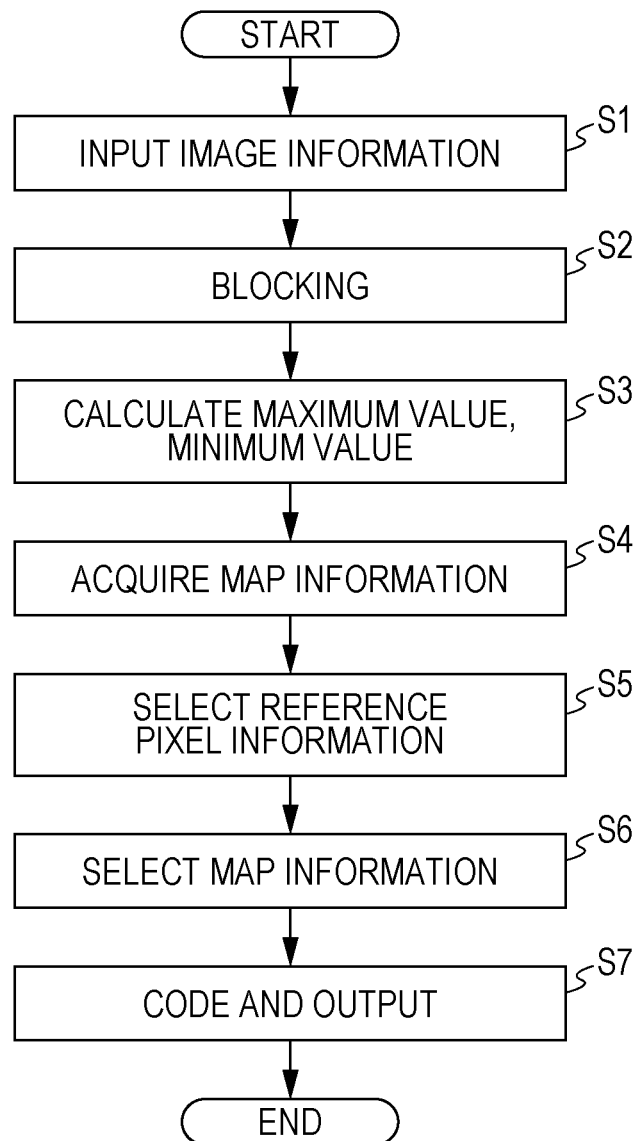 START
S1
INPUT IMAGE INFORMATION
S2
BLOCKING
S3
CALCULATE MAXIMUM VALUE,
MINIMUM VALUE
S4
ACQUIRE MAP INFORMATION
S5
SELECT REFERENCE
PIXEL INFORMATION
S6
SELECT MAP INFORMATION
S7
CODE AND OUTPUT
END